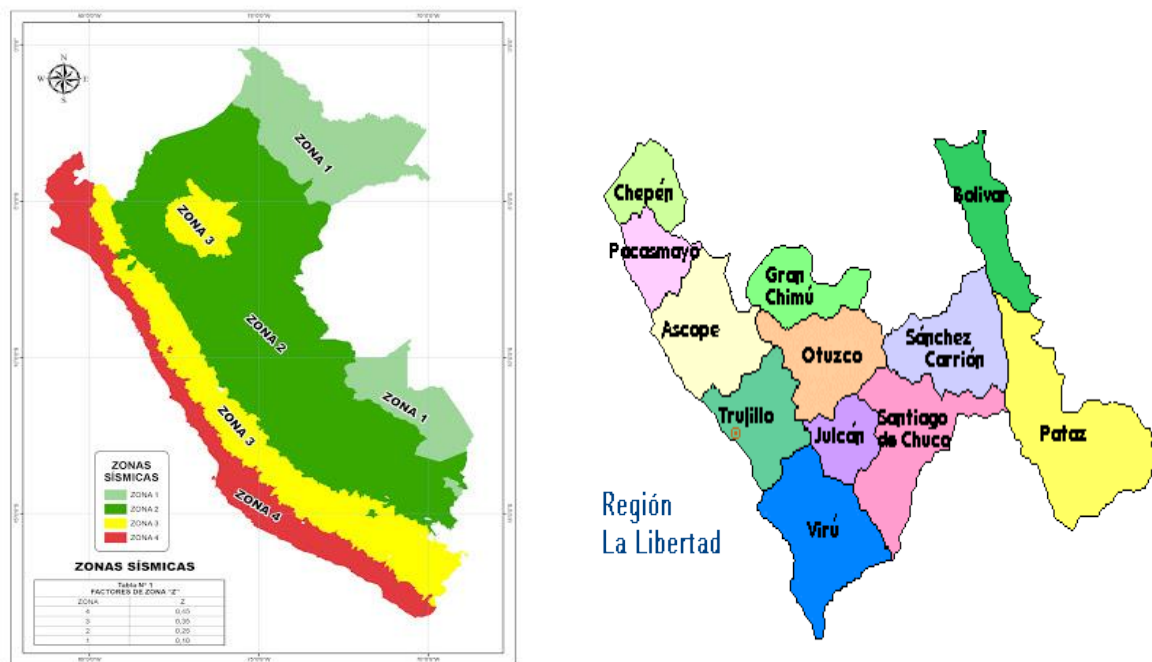 N
W
E
S
ZONA 1
ZONA 3
ZONA 2
ZONA 1
ZONA 3
ZONA 4
ZONAS
SÍSMICAS
ZONA 1
ZONA 2
ZONA 3
ZONA 4
ZONAS SÍSMICAS
Tabla N° 1
FACTORES DE ZONA "Z"
ZONA Z
4 0,45
3 0,35
2 0,25
1 0,10
Chepén
Pacasmayo
Ascope
Gran
Chimú
Otuzco
Bolivar
Sánchez
Carrión
Trujillo
Julcán
Santiago
de Chuco
Pataz
Virú
Región
La Libertad